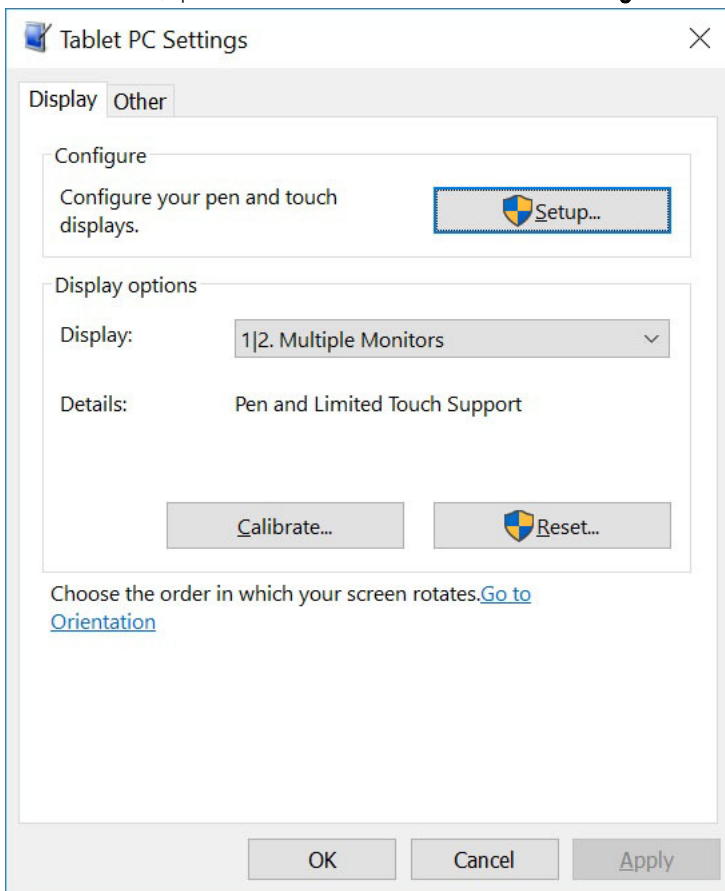 Tablet PC Settings
Display Other
Configure
Configure your pen and touch
displays.
Setup...
Display options
Display:
1|2. Multiple Monitors
Details:
Pen and Limited Touch Support
Calibrate...
Reset...
Choose the order in which your screen rotates.Go to
Orientation
OK
Cancel
Apply